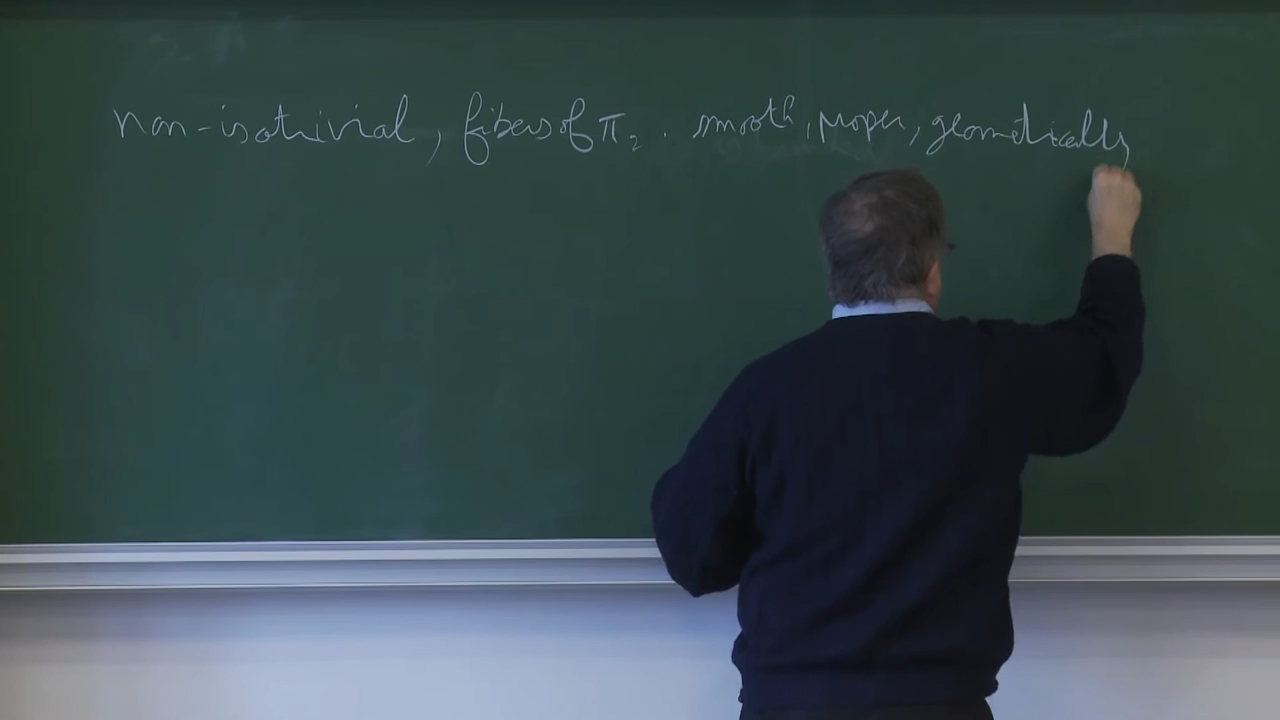 non-isotrivial, fibers of π₂. smooth, proper, geometrically